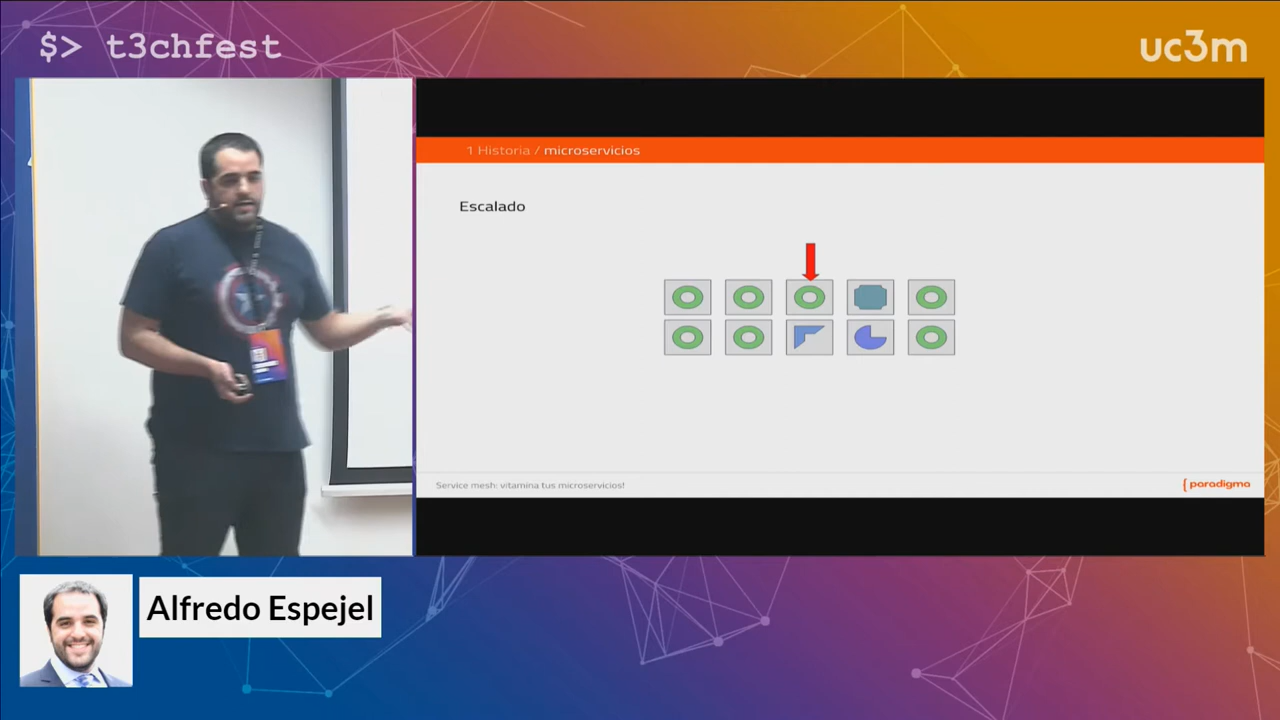 $> t3chfest
uc3m
1 Historia / microservicios
Escalado
Service mesh: vitamina tus microservicios!
{paradigma
Alfredo Espejel